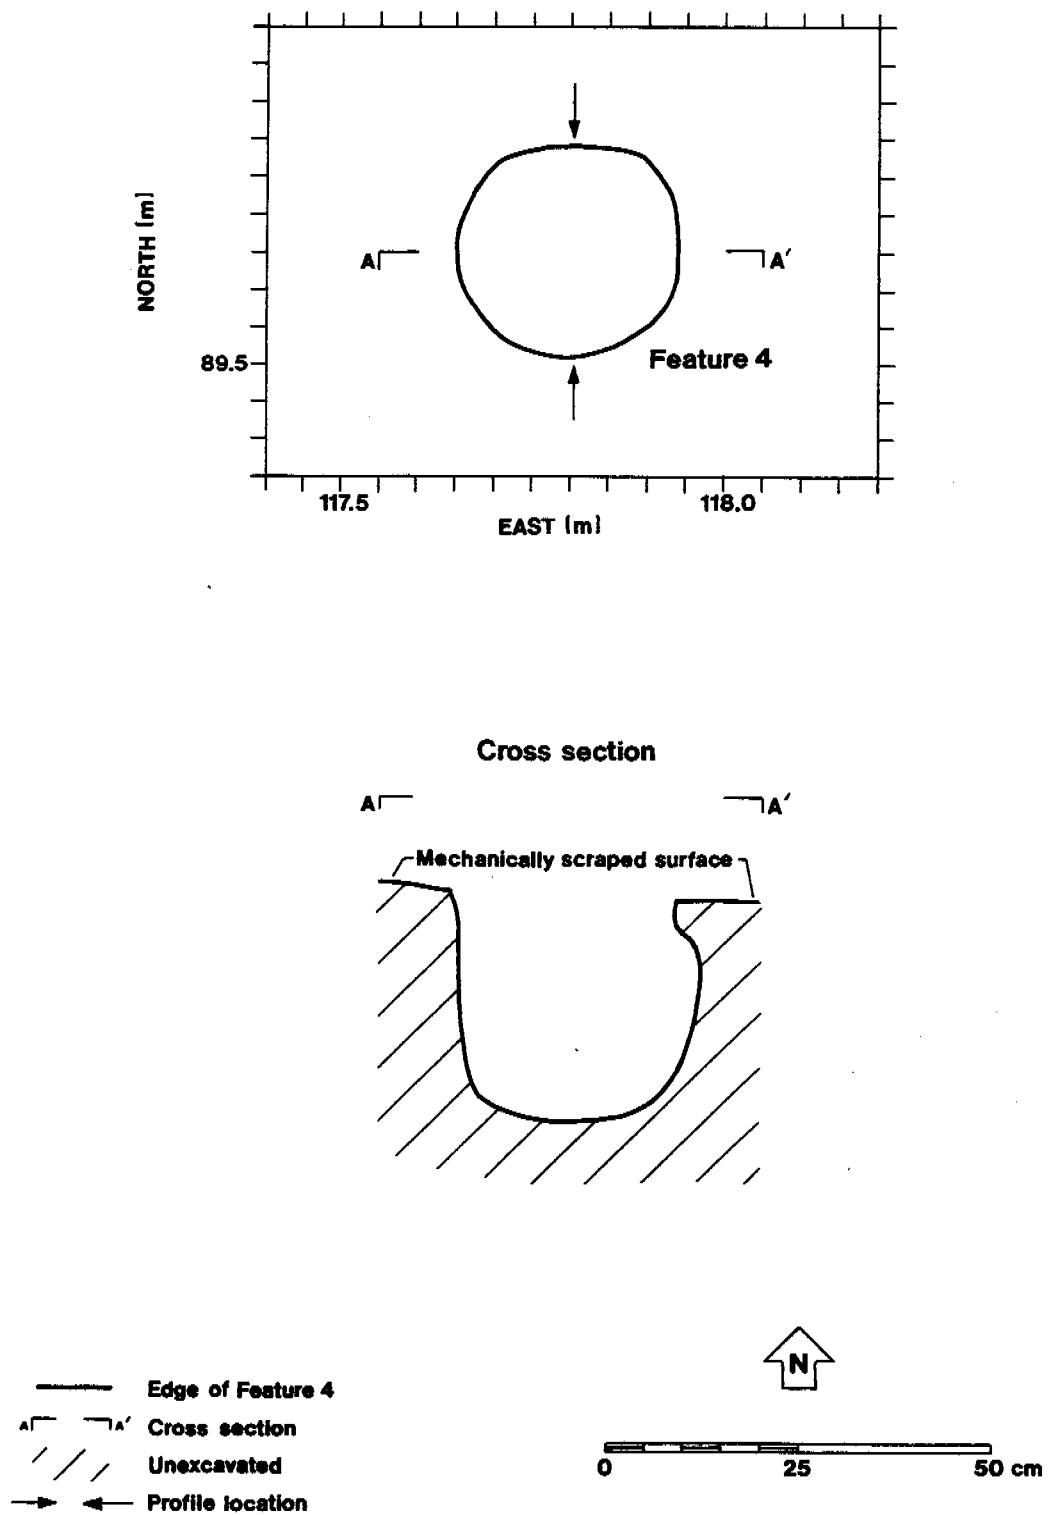 NORTH (m)
A A′
89.5
Feature 4
117.5 118.0
EAST (m)
Cross section
A A′
Mechanically scraped surface
N
Edge of Feature 4
A A′ Cross section
Unexcavated
Profile location
0 25 50 cm